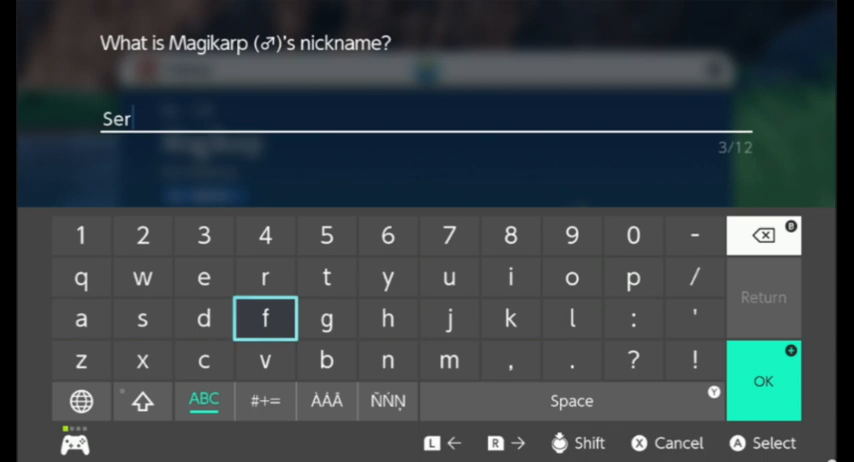 What is Magikarp (♂)'s nickname?
Ser
3/12
1 2 3 4 5 6 7 8 9 0 - B
q w e r t y u i o p /
Return
a s d f g h j k l : '
z x c v b n m , . ? ! +
OK
ABC #+= ÀÁÂ ÑŃŅ Space Y
L ← R → Shift X Cancel A Select